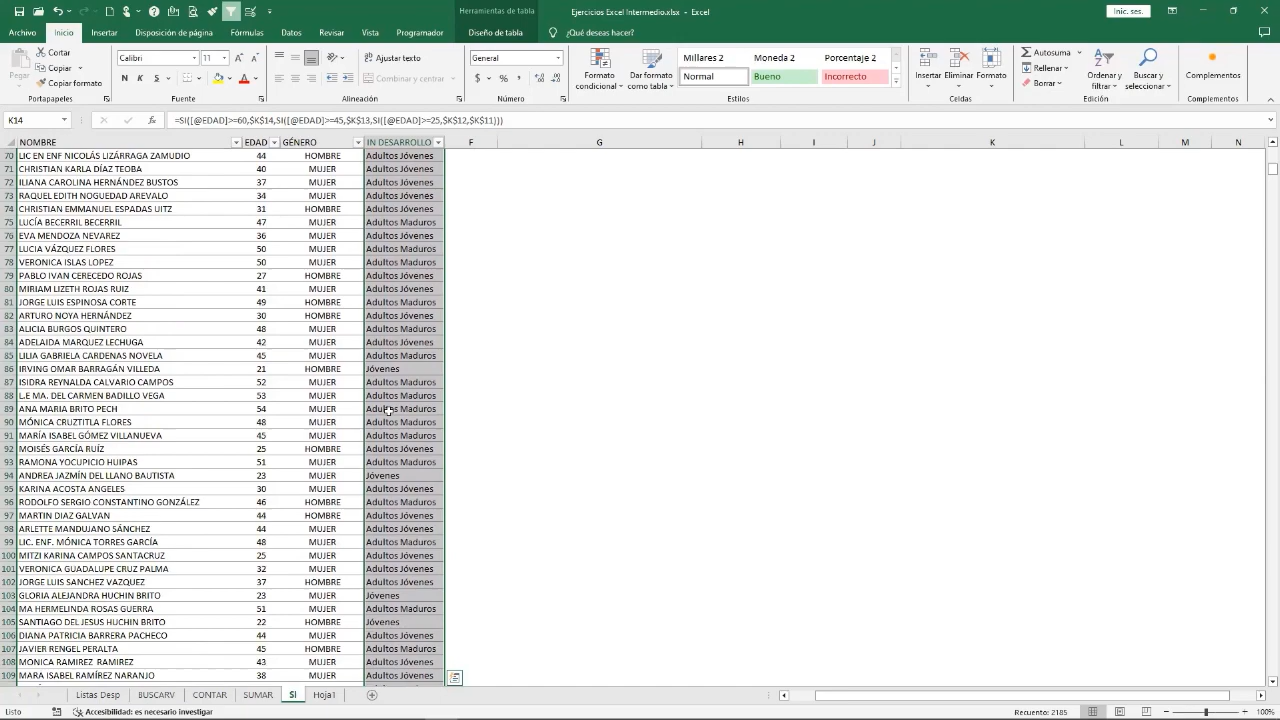 Herramientas de tabla
Ejercicios Excel Intermedio.xlsx - Excel
Inic. ses.
Archivo Inicio Insertar Disposición de página Fórmulas Datos Revisar Vista Programador Diseño de tabla ¿Qué deseas hacer?
Pegar
Cortar
Copiar
Copiar formato
Portapapeles
Calibri 11
N K S
Fuente
Ajustar texto
Combinar y centrar
Alineación
General
$ % 000
Número
Formato condicional
Dar formato como tabla
Millares 2 Moneda 2 Porcentaje 2
Normal Bueno Incorrecto
Estilos
Insertar Eliminar Formato
Celdas
Autosuma
Rellenar
Borrar
Ordenar y filtrar
Buscar y seleccionar
Edición
Complementos
Complementos
K14 =SI([@EDAD]>=60,$K$14,SI([@EDAD]>=45,$K$13,SI([@EDAD]>=25,$K$12,$K$11)))
NOMBRE EDAD GÉNERO IN DESARROLLO F G H I J K L M N
70 LIC EN ENF NICOLÁS LIZÁRRAGA ZAMUDIO 44 HOMBRE Adultos Jóvenes
71 CHRISTIAN KARLA DÍAZ TEOBA 40 MUJER Adultos Jóvenes
72 ILIANA CAROLINA HERNÁNDEZ BUSTOS 37 MUJER Adultos Jóvenes
73 RAQUEL EDITH NOGUEDAD AREVALO 34 MUJER Adultos Jóvenes
74 CHRISTIAN EMMANUEL ESPADAS UITZ 31 HOMBRE Adultos Jóvenes
75 LUCÍA BECERRIL BECERRIL 47 MUJER Adultos Maduros
76 EVA MENDOZA NEVAREZ 36 MUJER Adultos Jóvenes
77 LUCIA VÁZQUEZ FLORES 50 MUJER Adultos Maduros
78 VERONICA ISLAS LOPEZ 50 MUJER Adultos Maduros
79 PABLO IVAN CERECEDO ROJAS 27 HOMBRE Adultos Jóvenes
80 MIRIAM LIZETH ROJAS RUIZ 41 MUJER Adultos Jóvenes
81 JORGE LUIS ESPINOSA CORTE 49 HOMBRE Adultos Maduros
82 ARTURO NOYA HERNÁNDEZ 30 HOMBRE Adultos Jóvenes
83 ALICIA BURGOS QUINTERO 48 MUJER Adultos Maduros
84 ADELAIDA MARQUEZ LECHUGA 42 MUJER Adultos Jóvenes
85 LILIA GABRIELA CARDENAS NOVELA 45 MUJER Adultos Maduros
86 IRVING OMAR BARRAGÁN VILLEDA 21 HOMBRE Jóvenes
87 ISIDRA REYNALDA CALVARIO CAMPOS 52 MUJER Adultos Maduros
88 L.E MA. DEL CARMEN BADILLO VEGA 53 MUJER Adultos Maduros
89 ANA MARIA BRITO PECH 54 MUJER Adultos Maduros
90 MÓNICA CRUZTITLA FLORES 48 MUJER Adultos Maduros
91 MARÍA ISABEL GÓMEZ VILLANUEVA 45 MUJER Adultos Maduros
92 MOISÉS GARCÍA RUÍZ 25 HOMBRE Adultos Jóvenes
93 RAMONA YOCUPICIO HUIPAS 51 MUJER Adultos Maduros
94 ANDREA JAZMÍN DEL LLANO BAUTISTA 23 MUJER Jóvenes
95 KARINA ACOSTA ANGELES 30 MUJER Adultos Jóvenes
96 RODOLFO SERGIO CONSTANTINO GONZÁLEZ 46 HOMBRE Adultos Maduros
97 MARTIN DIAZ GALVAN 44 HOMBRE Adultos Jóvenes
98 ARLETTE MANDUJANO SÁNCHEZ 44 MUJER Adultos Jóvenes
99 LIC. ENF. MÓNICA TORRES GARCÍA 48 MUJER Adultos Maduros
100 MITZI KARINA CAMPOS SANTACRUZ 25 MUJER Adultos Jóvenes
101 VERONICA GUADALUPE CRUZ PALMA 32 MUJER Adultos Jóvenes
102 JORGE LUIS SANCHEZ VAZQUEZ 37 HOMBRE Adultos Jóvenes
103 GLORIA ALEJANDRA HUCHIN BRITO 23 MUJER Jóvenes
104 MA HERMELINDA ROSAS GUERRA 51 MUJER Adultos Maduros
105 SANTIAGO DEL JESUS HUCHIN BRITO 22 HOMBRE Jóvenes
106 DIANA PATRICIA BARRERA PACHECO 44 MUJER Adultos Jóvenes
107 JAVIER RENGEL PERALTA 45 HOMBRE Adultos Maduros
108 MONICA RAMIREZ RAMIREZ 43 MUJER Adultos Jóvenes
109 MARA ISABEL RAMÍREZ NARANJO 38 MUJER Adultos Jóvenes
Listas Desp BUSCARV CONTAR SUMAR SI Hoja1
Listo Accesibilidad: es necesario investigar Recuento: 2185 100%